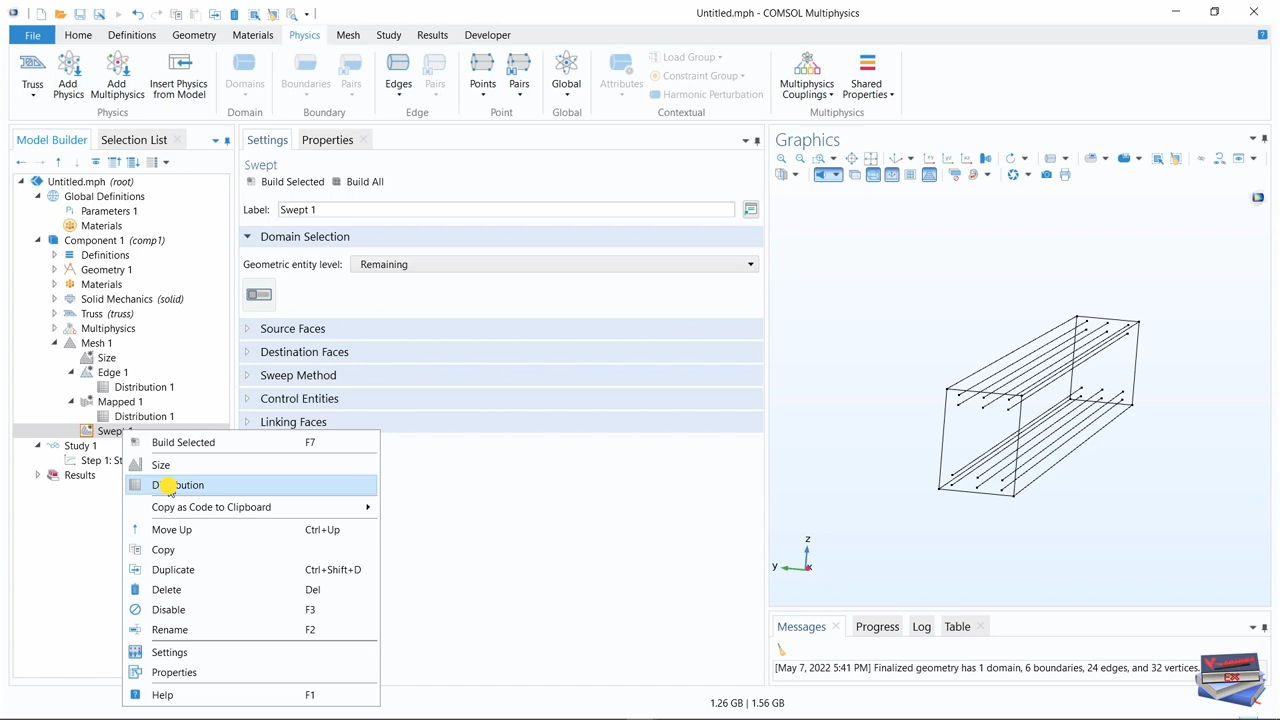 Untitled.mph - COMSOL Multiphysics
File Home Definitions Geometry Materials Physics Mesh Study Results Developer
Truss
Add Physics
Add Multiphysics
Insert Physics from Model
Physics
Domains
Domain
Boundaries
Pairs
Boundary
Edges
Pairs
Edge
Points
Pairs
Point
Global
Global
Attributes
Load Group
Constraint Group
Harmonic Perturbation
Contextual
Multiphysics Couplings
Shared Properties
Multiphysics
Model Builder
Selection List
Untitled.mph (root)
Global Definitions
Parameters 1
Materials
Component 1 (comp1)
Definitions
Geometry 1
Materials
Solid Mechanics (solid)
Truss (truss)
Multiphysics
Mesh 1
Size
Edge 1
Distribution 1
Mapped 1
Distribution 1
Swept 1
Study 1
Step 1: St
Results
Build Selected F7
Size
Copy as Code to Clipboard
Move Up Ctrl+Up
Copy
Duplicate Ctrl+Shift+D
Delete Del
Disable F3
Rename F2
Settings
Properties
Help F1
Settings
Properties
Swept
Build Selected
Build All
Label: Swept 1
Domain Selection
Geometric entity level: Remaining
Source Faces
Destination Faces
Sweep Method
Control Entities
Linking Faces
Graphics
z
y
x
Messages
Progress
Log
Table
[May 7, 2022 5:41 PM] Finalized geometry has 1 domain, 6 boundaries, 24 edges, and 32 vertices.
1.26 GB | 1.56 GB